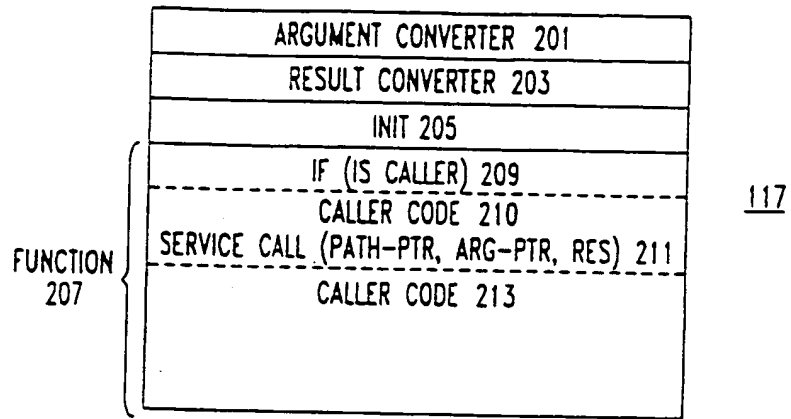 ARGUMENT CONVERTER 201
RESULT CONVERTER 203
INIT 205
IF (IS CALLER) 209
117
CALLER CODE 210
SERVICE CALL (PATH-PTR, ARG-PTR, RES) 211
FUNCTION
207
CALLER CODE 213